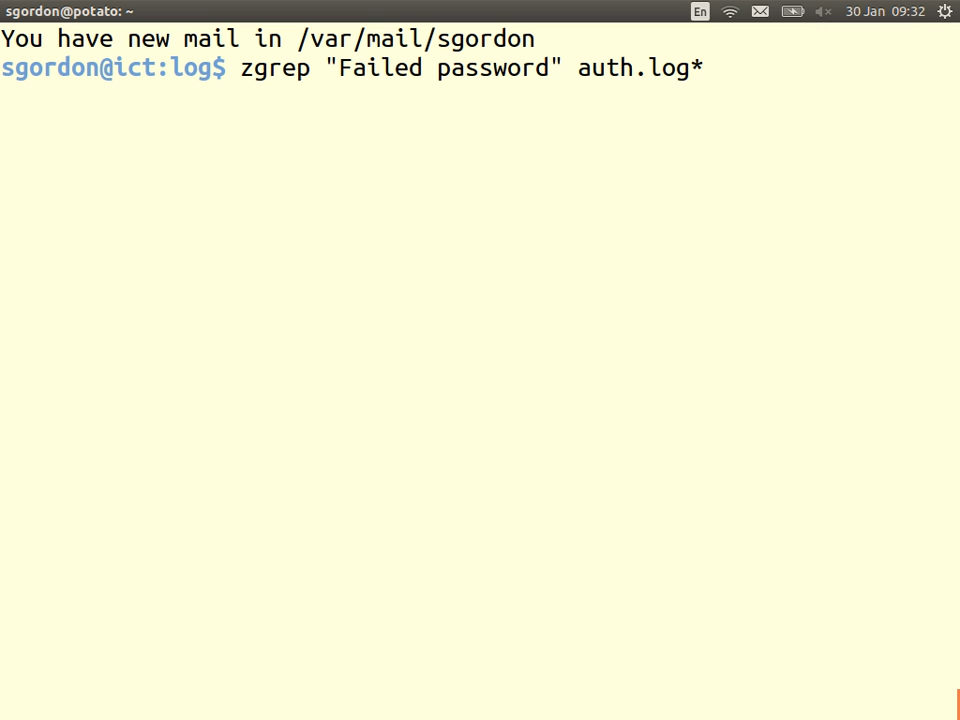 sgordon@potato: ~ En 30 Jan 09:32
You have new mail in /var/mail/sgordon
sgordon@ict:log$ zgrep "Failed password" auth.log*